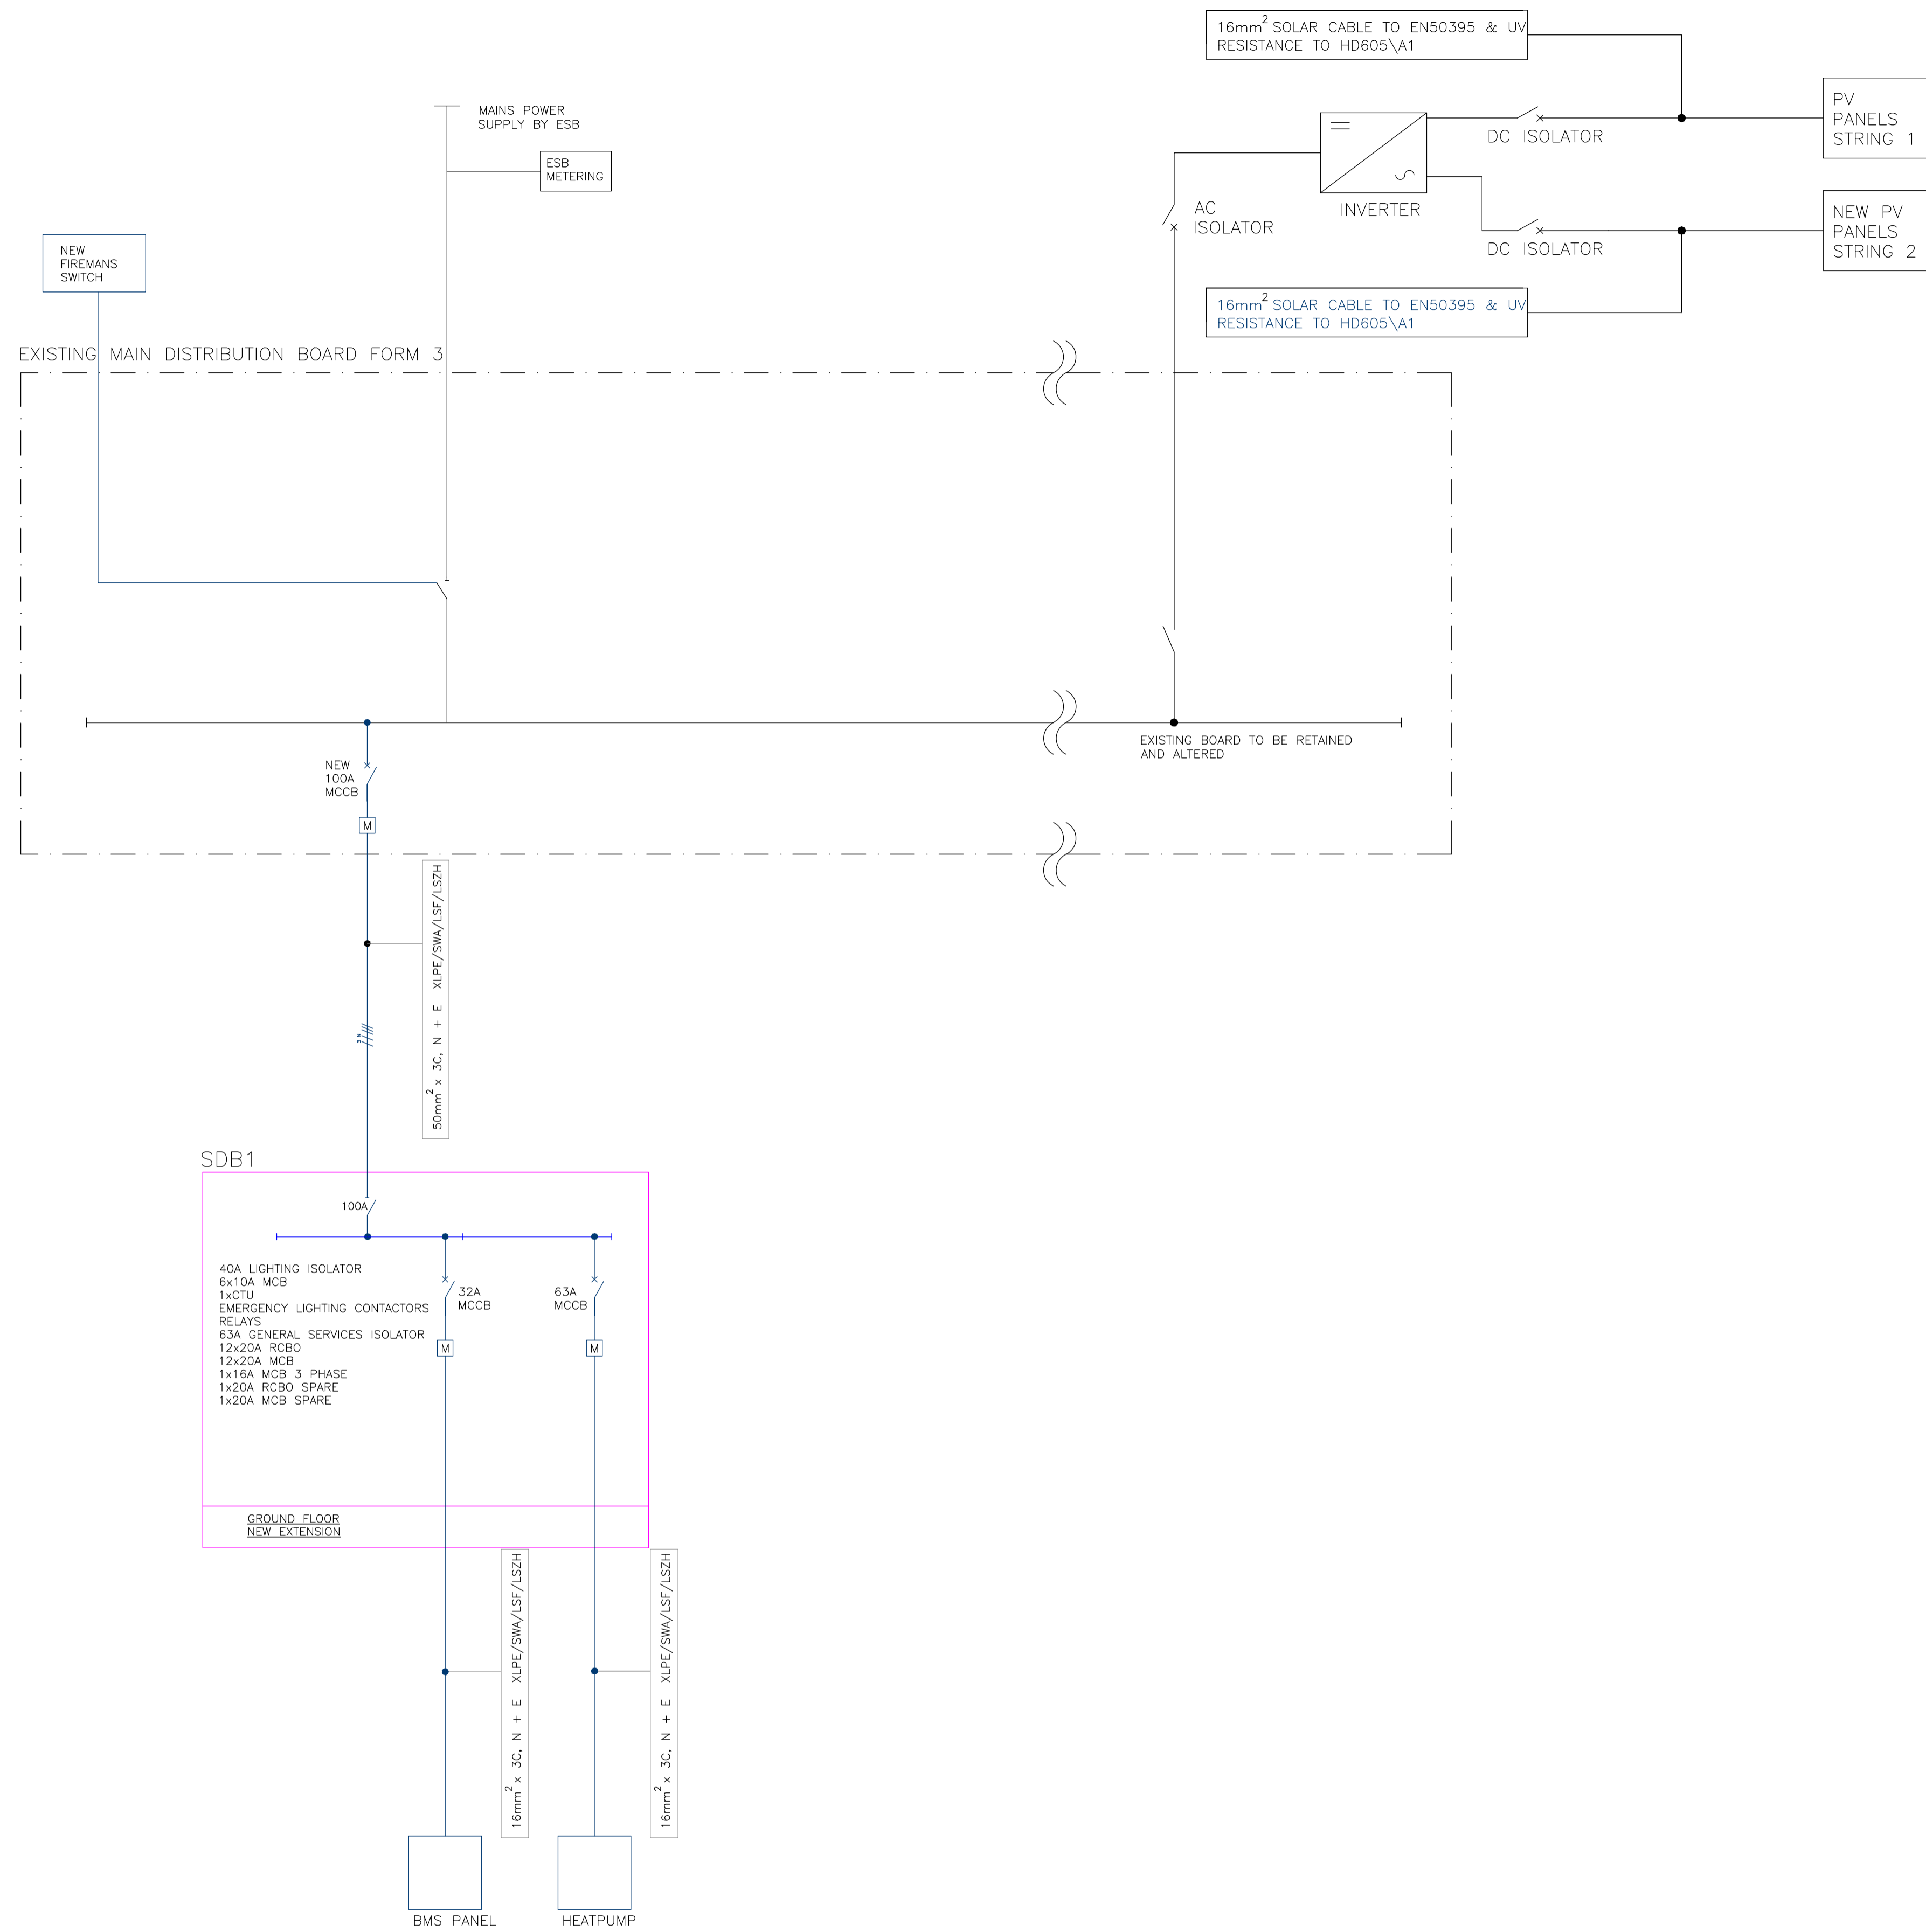 16mm2 SOLAR CABLE TO EN50395 & UV
RESISTANCE TO HD605\A1
MAINS POWER
SUPPLY BY ESB
ESB
METERING
PV
PANELS
STRING 1
DC ISOLATOR
INVERTER
AC
ISOLATOR
NEW PV
PANELS
STRING 2
DC ISOLATOR
NEW
FIREMANS
SWITCH
16mm2 SOLAR CABLE TO EN50395 & UV
RESISTANCE TO HD605\A1
EXISTING MAIN DISTRIBUTION BOARD FORM 3
EXISTING BOARD TO BE RETAINED
AND ALTERED
NEW
100A
MCCB
M
50mm2 x 3C, N + E XLPE/SWA/LSF/LSZH
SDB1
100A
40A LIGHTING ISOLATOR
6x10A MCB
1xCTU
EMERGENCY LIGHTING CONTACTORS
RELAYS
63A GENERAL SERVICES ISOLATOR
12x20A RCBO
12x20A MCB
1x16A MCB 3 PHASE
1x20A RCBO SPARE
1x20A MCB SPARE
32A
MCCB
63A
MCCB
M
M
GROUND FLOOR
NEW EXTENSION
16mm2 x 3C, N + E XLPE/SWA/LSF/LSZH
16mm2 x 3C, N + E XLPE/SWA/LSF/LSZH
BMS PANEL
HEATPUMP